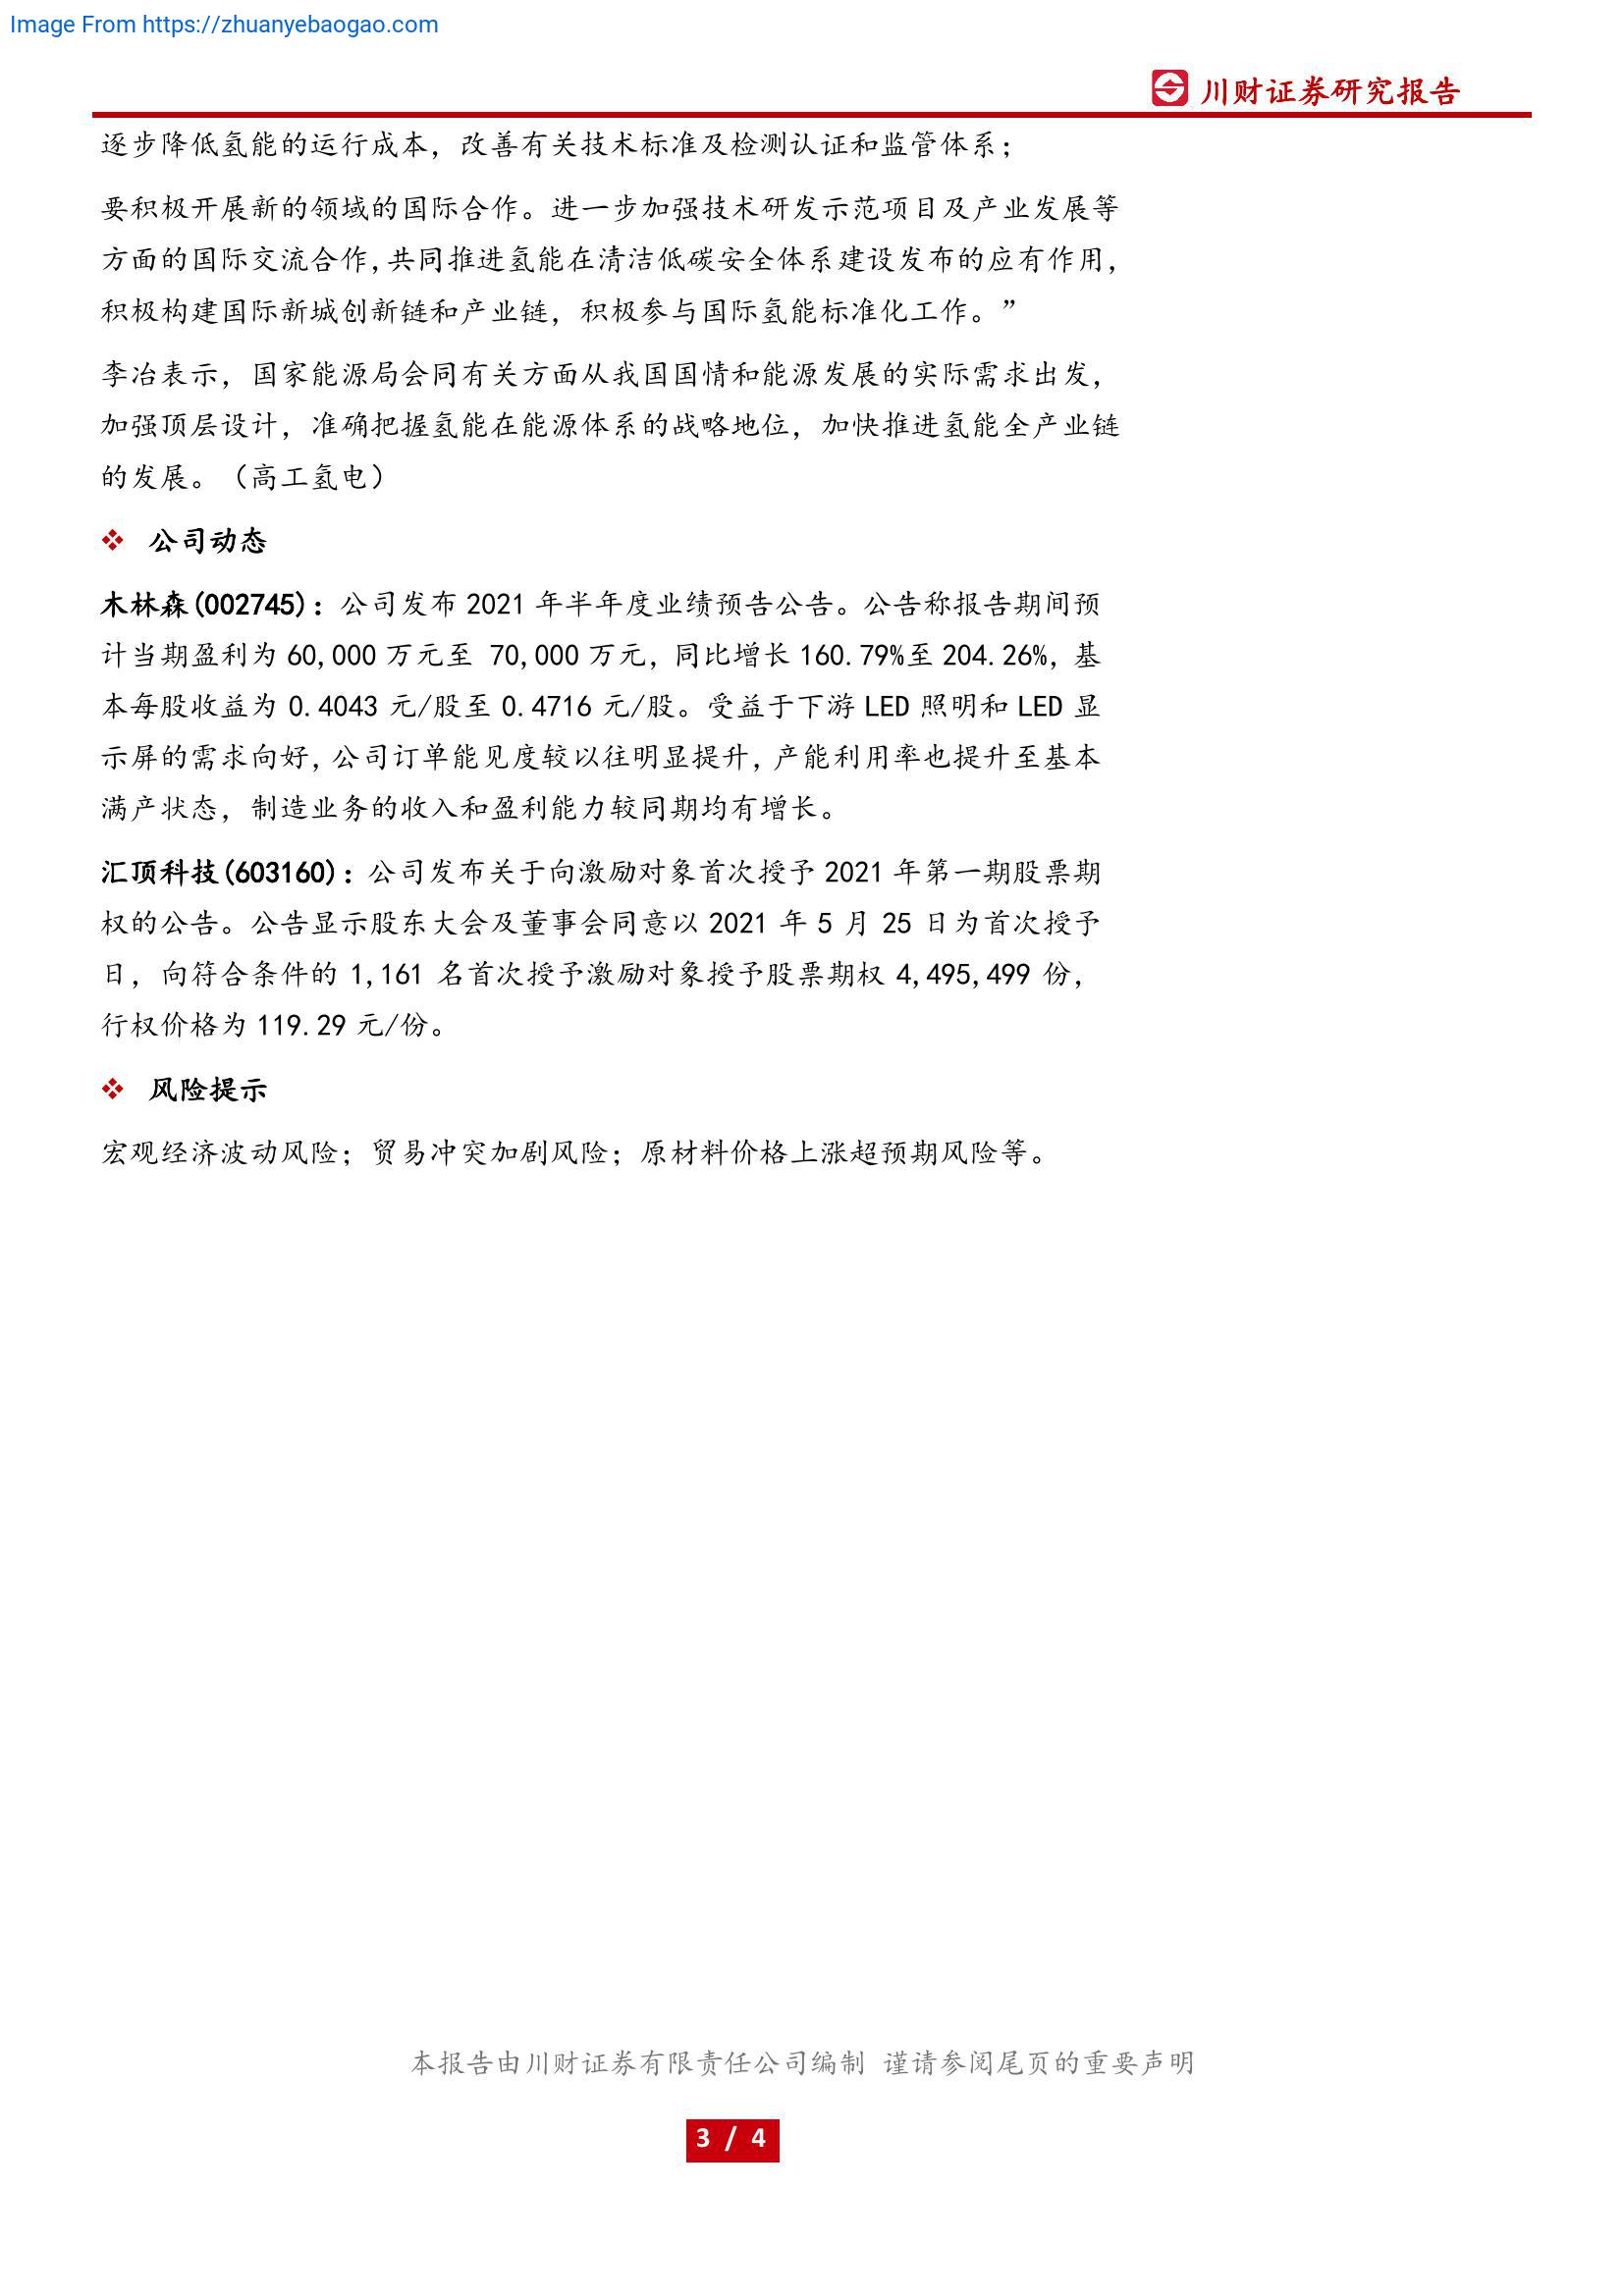 Image From https://zhuanyebaogao.com
川财证券研究报告
逐步降低氢能的运行成本，改善有关技术标准及检测认证和监管体系；
要积极开展新的领域的国际合作。进一步加强技术研发示范项目及产业发展等
方面的国际交流合作，共同推进氢能在清洁低碳安全体系建设发布的应有作用，
积极构建国际新城创新链和产业链，积极参与国际氢能标准化工作。”
李冶表示，国家能源局会同有关方面从我国国情和能源发展的实际需求出发，
加强顶层设计，准确把握氢能在能源体系的战略地位，加快推进氢能全产业链
的发展。（高工氢电）
❖ 公司动态
木林森(002745)：公司发布 2021 年半年度业绩预告公告。公告称报告期间预
计当期盈利为 60,000 万元至 70,000 万元，同比增长 160.79%至 204.26%，基
本每股收益为 0.4043 元/股至 0.4716 元/股。受益于下游 LED 照明和 LED 显
示屏的需求向好，公司订单能见度较以往明显提升，产能利用率也提升至基本
满产状态，制造业务的收入和盈利能力较同期均有增长。
汇顶科技(603160)：公司发布关于向激励对象首次授予 2021 年第一期股票期
权的公告。公告显示股东大会及董事会同意以 2021 年 5 月 25 日为首次授予
日，向符合条件的 1,161 名首次授予激励对象授予股票期权 4,495,499 份，
行权价格为 119.29 元/份。
❖ 风险提示
宏观经济波动风险；贸易冲突加剧风险；原材料价格上涨超预期风险等。
本报告由川财证券有限责任公司编制 谨请参阅尾页的重要声明
3 / 4